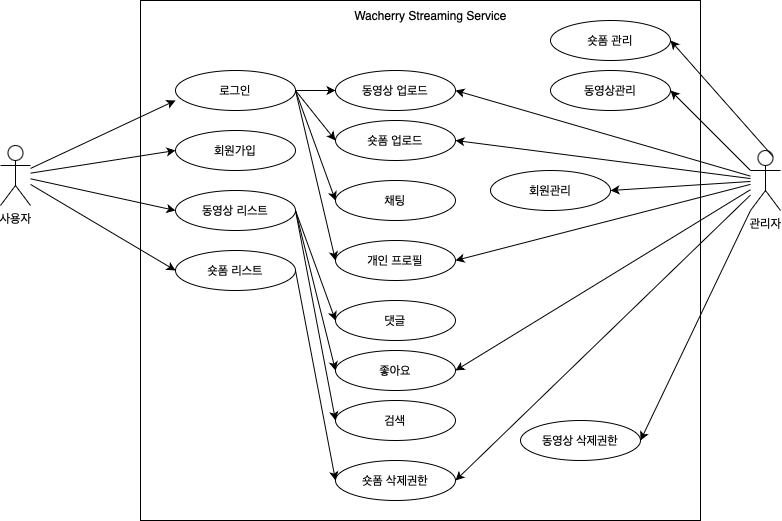 Wacherry Streaming Service
숏폼 관리
로그인
동영상 업로드
동영상관리
숏폼 업로드
회원가입
채팅
회원관리
동영상 리스트
사용자
관리자
개인 프로필
숏폼 리스트
댓글
좋아요
검색
동영상 삭제권한
숏폼 삭제권한